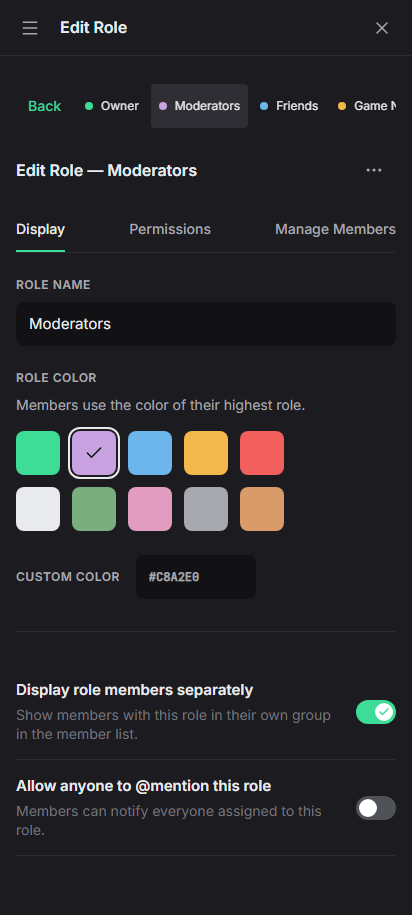 Edit Role
Back
Owner
Moderators
Friends
Game
Edit Role — Moderators
Display
Permissions
Manage Members
ROLE NAME
Moderators
ROLE COLOR
Members use the color of their highest role.
CUSTOM COLOR
#C8A2E0
Display role members separately
Show members with this role in their own group
in the member list.
Allow anyone to @mention this role
Members can notify everyone assigned to this
role.